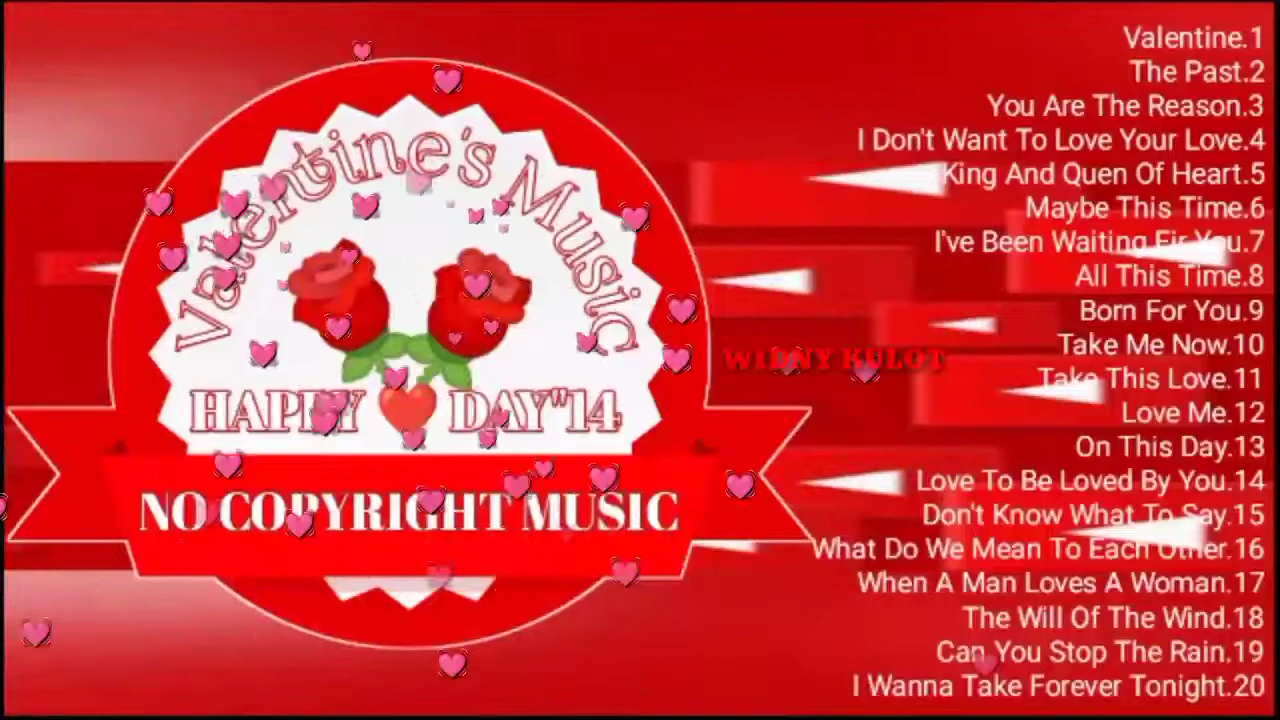 Valentine's Music
HAPPY DAY"14
NO COPYRIGHT MUSIC
WIENY KULOT
Valentine.1
The Past.2
You Are The Reason.3
I Don't Want To Love Your Love.4
King And Quen Of Heart.5
Maybe This Time.6
I've Been Waiting Fir You.7
All This Time.8
Born For You.9
Take Me Now.10
Take This Love.11
Love Me.12
On This Day.13
Love To Be Loved By You.14
Don't Know What To Say.15
What Do We Mean To Each Other.16
When A Man Loves A Woman.17
The Will Of The Wind.18
Can You Stop The Rain.19
I Wanna Take Forever Tonight.20